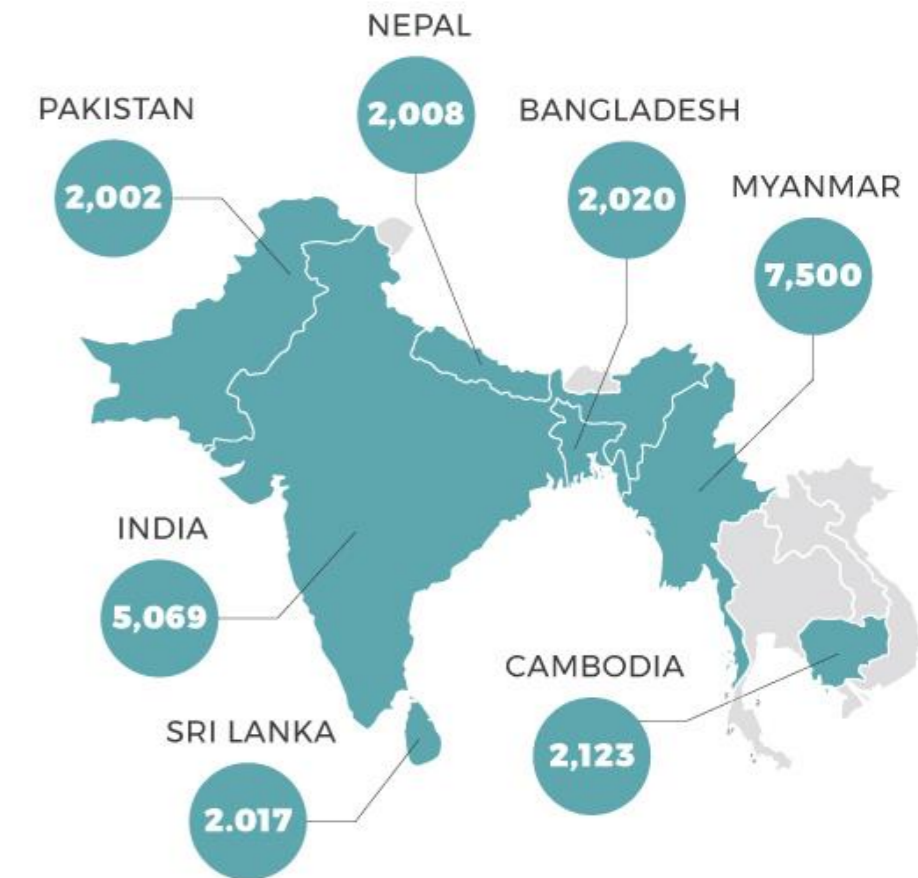 NEPAL
2,008
PAKISTAN
2,002
BANGLADESH
2,020
MYANMAR
7,500
INDIA
5,069
CAMBODIA
2,123
SRI LANKA
2.017